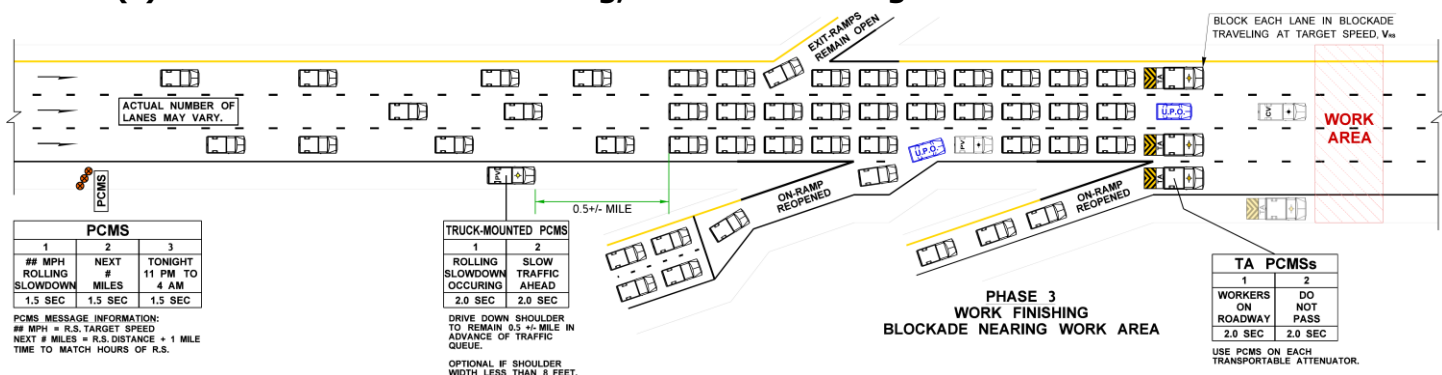 EXIT-RAMPS
REMAIN OPEN
BLOCK EACH LANE IN BLOCKADE
TRAVELING AT TARGET SPEED, VRS
ACTUAL NUMBER OF
LANES MAY VARY.
TA
U.P.O.
CV
WORK
AREA
PCMS
PV
U.P.O.
PV
TA
TA
TA
0.5+/- MILE
ON-RAMP
REOPENED
ON-RAMP
REOPENED
PCMS
1 2 3
## MPH
ROLLING
SLOWDOWN
NEXT
#
MILES
TONIGHT
11 PM TO
4 AM
1.5 SEC 1.5 SEC 1.5 SEC
PCMS MESSAGE INFORMATION:
## MPH = R.S. TARGET SPEED
NEXT # MILES = R.S. DISTANCE + 1 MILE
TIME TO MATCH HOURS OF R.S.
TRUCK-MOUNTED PCMS
1 2
ROLLING
SLOWDOWN
OCCURING
SLOW
TRAFFIC
AHEAD
2.0 SEC 2.0 SEC
DRIVE DOWN SHOULDER
TO REMAIN 0.5 +/- MILE IN
ADVANCE OF TRAFFIC
QUEUE.
OPTIONAL IF SHOULDER
WIDTH LESS THAN 8 FEET.
PHASE 3
WORK FINISHING
BLOCKADE NEARING WORK AREA
TA PCMSs
1 2
WORKERS
ON
ROADWAY
DO
NOT
PASS
2.0 SEC 2.0 SEC
USE PCMS ON EACH
TRANSPORTABLE ATTENUATOR.